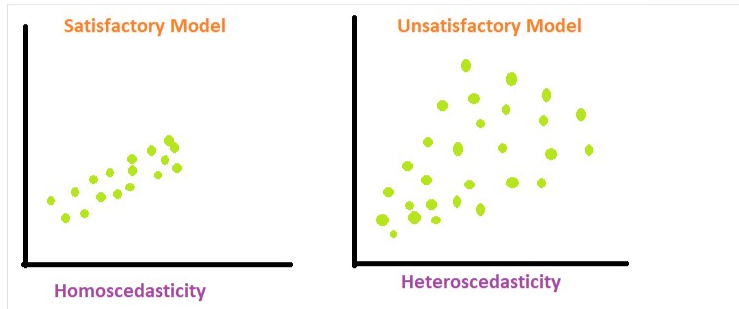 Satisfactory Model
Unsatisfactory Model
Homoscedasticity
Heteroscedasticity